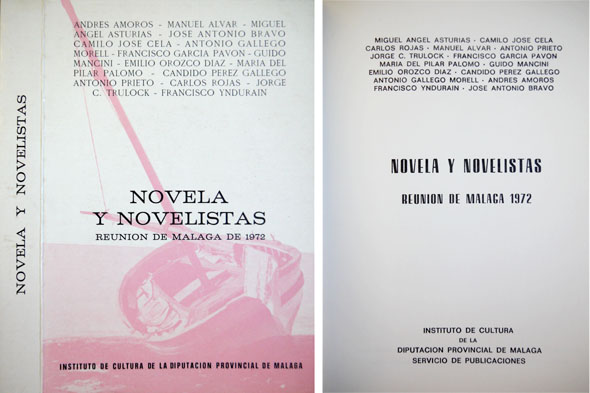 NOVELA Y NOVELISTAS
ANDRES AMOROS - MANUEL ALVAR - MIGUEL
ANGEL ASTURIAS - JOSE ANTONIO BRAVO
CAMILO JOSE CELA - ANTONIO GALLEGO
MORELL - FRANCISCO GARCIA PAVON - GUIDO
MANCINI - EMILIO OROZCO DIAZ - MARIA DEL
PILAR PALOMO - CANDIDO PEREZ GALLEGO
ANTONIO PRIETO - CARLOS ROJAS - JORGE
C. TRULOCK - FRANCISCO YNDURAIN
NOVELA
Y NOVELISTAS
REUNION DE MALAGA DE 1972
INSTITUTO DE CULTURA DE LA DIPUTACION PROVINCIAL DE MALAGA
MIGUEL ANGEL ASTURIAS - CAMILO JOSE CELA
CARLOS ROJAS - MANUEL ALVAR - ANTONIO PRIETO
JORGE C. TRULOCK - FRANCISCO GARCIA PAVON
MARIA DEL PILAR PALOMO - GUIDO MANCINI
EMILIO OROZCO DIAZ - CANDIDO PEREZ GALLEGO
ANTONIO GALLEGO MORELL - ANDRES AMOROS
FRANCISCO YNDURAIN - JOSE ANTONIO BRAVO
NOVELA Y NOVELISTAS
REUNION DE MALAGA 1972
INSTITUTO DE CULTURA
DE LA
DIPUTACION PROVINCIAL DE MALAGA
SERVICIO DE PUBLICACIONES